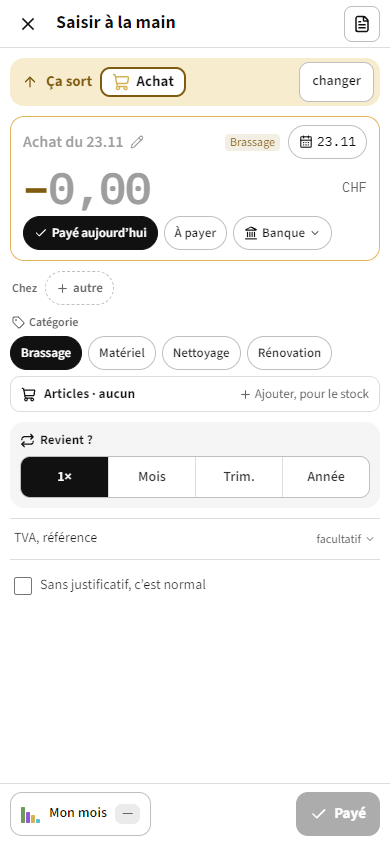 Saisir à la main
Ça sort Achat changer
Achat du 23.11 Brassage 23.11
–0,00 CHF
Payé aujourd'hui À payer Banque
Chez + autre
Catégorie
Brassage Matériel Nettoyage Rénovation
Articles · aucun + Ajouter, pour le stock
Revient ?
1× Mois Trim. Année
TVA, référence facultatif
Sans justificatif, c'est normal
Mon mois — Payé